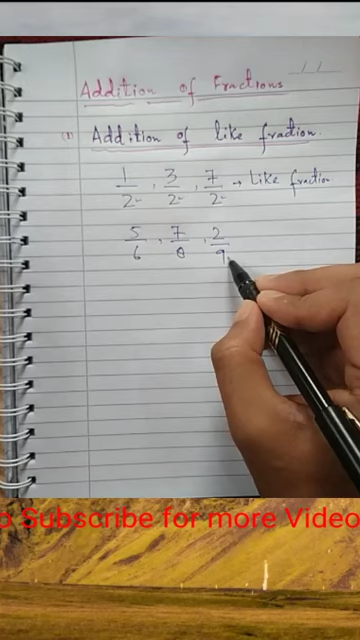 Addition of Fractions
(1) Addition of like fraction.
1/2, 3/2, 7/2 → Like fraction
5/6, 7/8, 2/9
o Subscribe for more Video